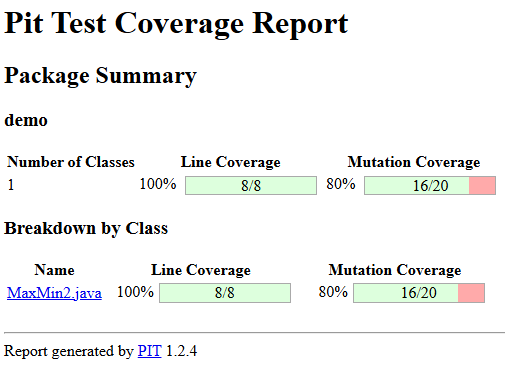 Pit Test Coverage Report
Package Summary
demo
Number of Classes Line Coverage Mutation Coverage
1 100% 8/8 80% 16/20
Breakdown by Class
Name Line Coverage Mutation Coverage
MaxMin2.java 100% 8/8 80% 16/20
Report generated by PIT 1.2.4